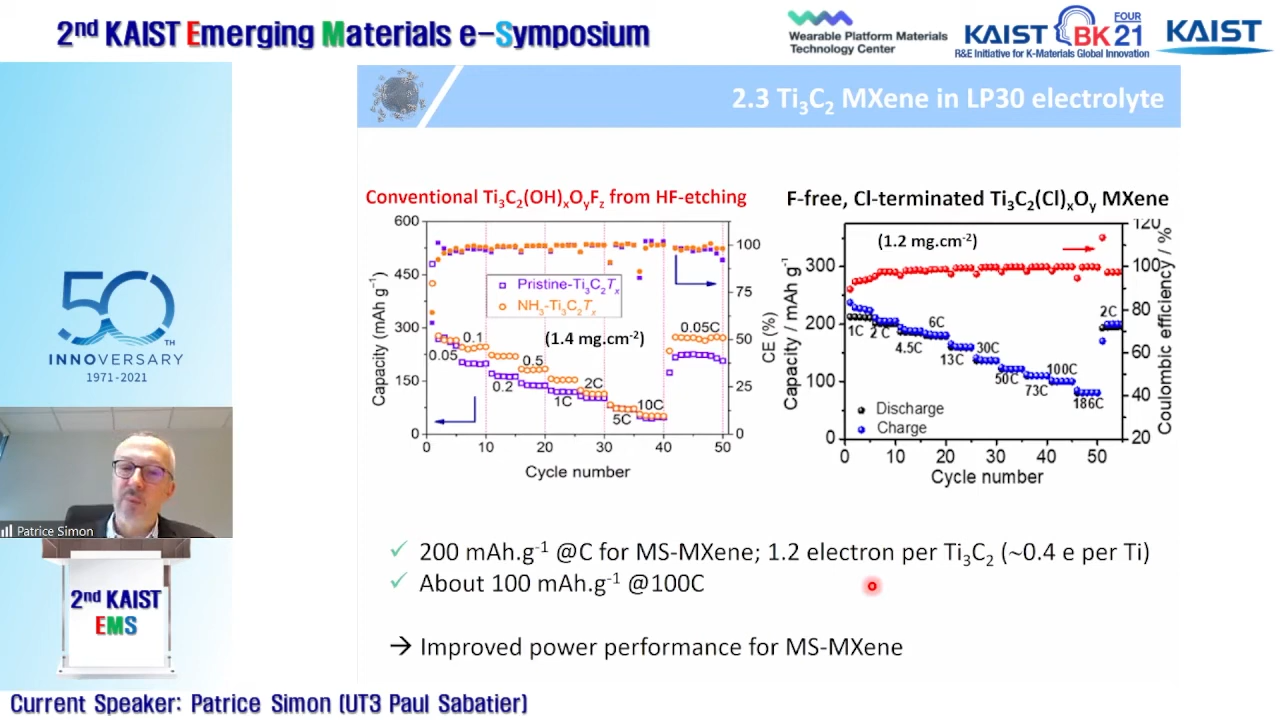 2nd KAIST Emerging Materials e-Symposium
Wearable Platform Materials
Technology Center
KAIST BK FOUR 21
R&E Initiative for K-Materials Global Innovation
KAIST
2.3 Ti3C2 MXene in LP30 electrolyte
Conventional Ti3C2(OH)xOyFz from HF-etching
600
450
300
150
0
Capacity (mAh g⁻¹)
100
75
50
25
0
CE (%)
Pristine-Ti3C2Tx
NH3-Ti3C2Tx
(1.4 mg.cm⁻²)
0.05
0.1
0.2
0.5
1C
2C
5C
10C
0.05C
0 10 20 30 40 50
Cycle number
F-free, Cl-terminated Ti3C2(Cl)xOy MXene
(1.2 mg.cm⁻²)
300
200
100
0
Capacity / mAh g⁻¹
120
100
80
60
40
20
Coulombic efficiency / %
1C
2 C
4.5C
6C
13C
30C
50C
73C
100C
186C
2C
Discharge
Charge
0 10 20 30 40 50
Cycle number
✓ 200 mAh.g⁻¹ @C for MS-MXene; 1.2 electron per Ti3C2 (~0.4 e per Ti)
✓ About 100 mAh.g⁻¹ @100C
→ Improved power performance for MS-MXene
50TH
INNOVERSARY
1971-2021
Patrice Simon
2nd KAIST
EMS
Current Speaker: Patrice Simon (UT3 Paul Sabatier)